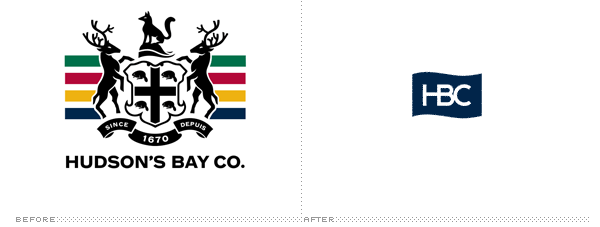 SINCE 1670 DEPUIS
HUDSON'S BAY CO.
HBC
BEFORE
AFTER